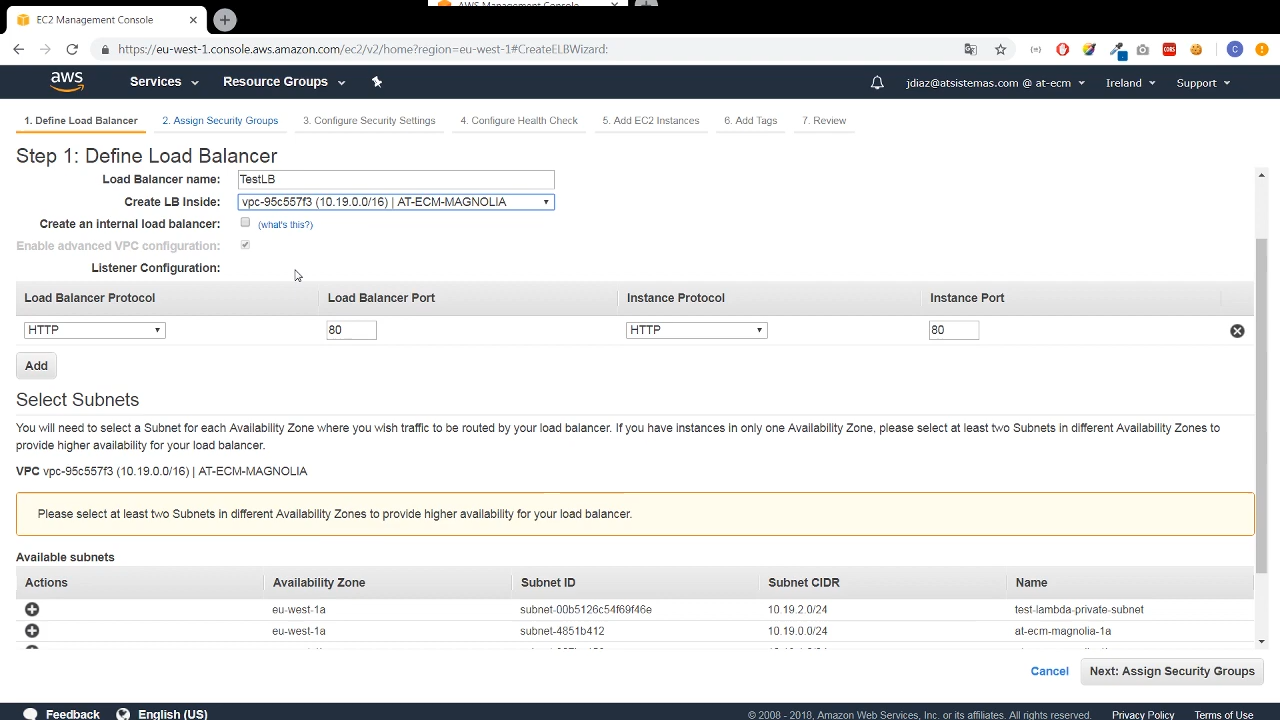 AWS Management Console
EC2 Management Console
https://eu-west-1.console.aws.amazon.com/ec2/v2/home?region=eu-west-1#CreateELBWizard:
CORS
C
aws
Services
Resource Groups
jdiaz@atsistemas.com @ at-ecm
Ireland
Support
1. Define Load Balancer
2. Assign Security Groups
3. Configure Security Settings
4. Configure Health Check
5. Add EC2 Instances
6. Add Tags
7. Review
Step 1: Define Load Balancer
Load Balancer name:
TestLB
Create LB Inside:
vpc-95c557f3 (10.19.0.0/16) | AT-ECM-MAGNOLIA
Create an internal load balancer:
(what's this?)
Enable advanced VPC configuration:
Listener Configuration:
Load Balancer Protocol
Load Balancer Port
Instance Protocol
Instance Port
HTTP
80
HTTP
80
Add
Select Subnets
You will need to select a Subnet for each Availability Zone where you wish traffic to be routed by your load balancer. If you have instances in only one Availability Zone, please select at least two Subnets in different Availability Zones to
provide higher availability for your load balancer.
VPC vpc-95c557f3 (10.19.0.0/16) | AT-ECM-MAGNOLIA
Please select at least two Subnets in different Availability Zones to provide higher availability for your load balancer.
Available subnets
Actions
Availability Zone
Subnet ID
Subnet CIDR
Name
eu-west-1a
subnet-00b5126c54f69f46e
10.19.2.0/24
test-lambda-private-subnet
eu-west-1a
subnet-4851b412
10.19.0.0/24
at-ecm-magnolia-1a
Cancel
Next: Assign Security Groups
Feedback
English (US)
© 2008 - 2018, Amazon Web Services, Inc. or its affiliates. All rights reserved.
Privacy Policy
Terms of Use